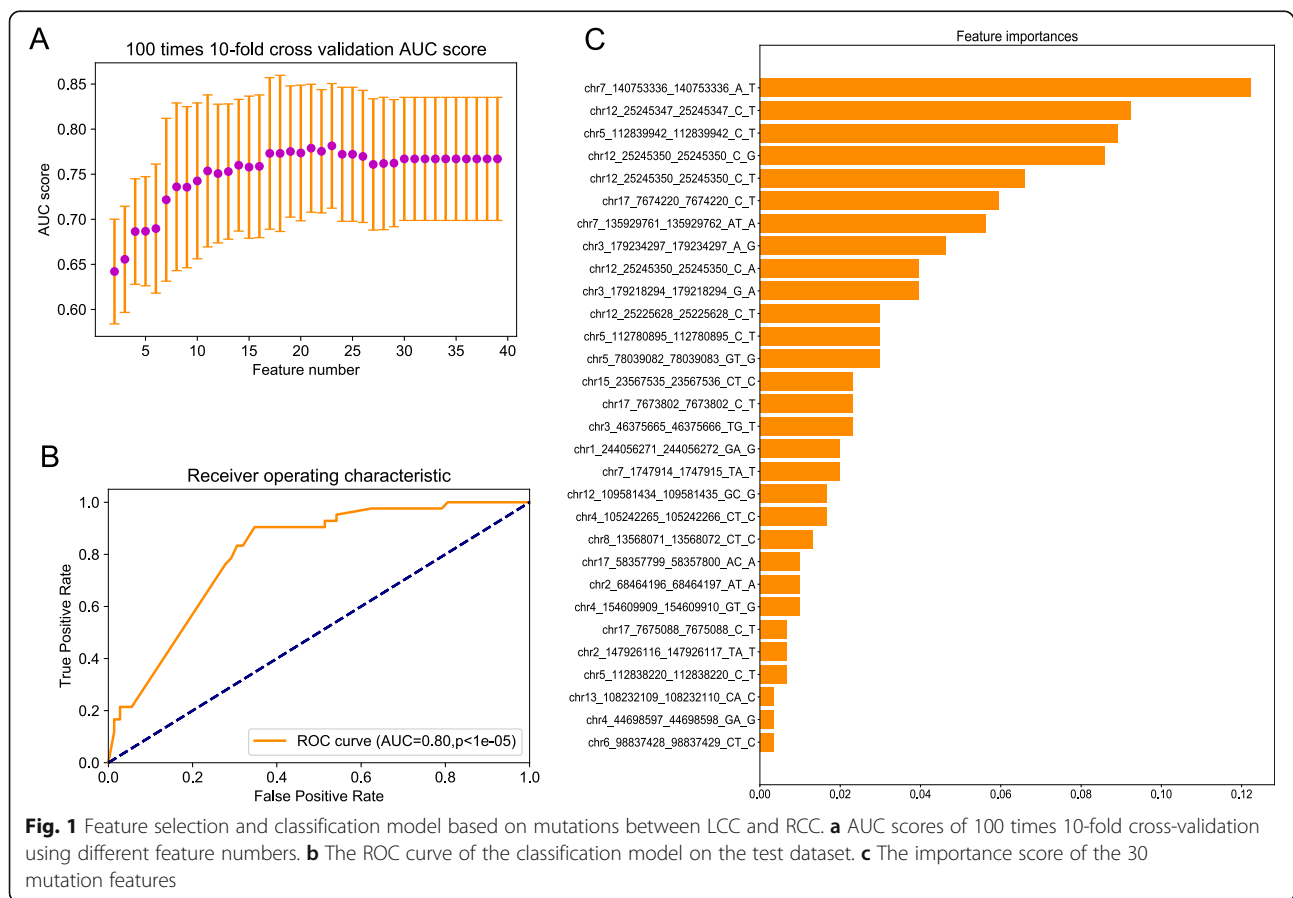 A
100 times 10-fold cross validation AUC score
AUC score
0.85
0.80
0.75
0.70
0.65
0.60
5 10 15 20 25 30 35 40
Feature number
B
Receiver operating characteristic
True Positive Rate
1.0
0.8
0.6
0.4
0.2
0.0
ROC curve (AUC=0.80,p<1e-05)
0.0 0.2 0.4 0.6 0.8 1.0
False Positive Rate
C
Feature importances
chr7_140753336_140753336_A_T
chr12_25245347_25245347_C_T
chr5_112839942_112839942_C_T
chr12_25245350_25245350_C_G
chr12_25245350_25245350_C_T
chr17_7674220_7674220_C_T
chr7_135929761_135929762_AT_A
chr3_179234297_179234297_A_G
chr12_25245350_25245350_C_A
chr3_179218294_179218294_G_A
chr12_25225628_25225628_C_T
chr5_112780895_112780895_C_T
chr5_78039082_78039083_GT_G
chr15_23567535_23567536_CT_C
chr17_7673802_7673802_C_T
chr3_46375665_46375666_TG_T
chr1_244056271_244056272_GA_G
chr7_1747914_1747915_TA_T
chr12_109581434_109581435_GC_G
chr4_105242265_105242266_CT_C
chr8_13568071_13568072_CT_C
chr17_58357799_58357800_AC_A
chr2_68464196_68464197_AT_A
chr4_154609909_154609910_GT_G
chr17_7675088_7675088_C_T
chr2_147926116_147926117_TA_T
chr5_112838220_112838220_C_T
chr13_108232109_108232110_CA_C
chr4_44698597_44698598_GA_G
chr6_98837428_98837429_CT_C
0.00 0.02 0.04 0.06 0.08 0.10 0.12
Fig. 1 Feature selection and classification model based on mutations between LCC and RCC. a AUC scores of 100 times 10-fold cross-validation
using different feature numbers. b The ROC curve of the classification model on the test dataset. c The importance score of the 30
mutation features